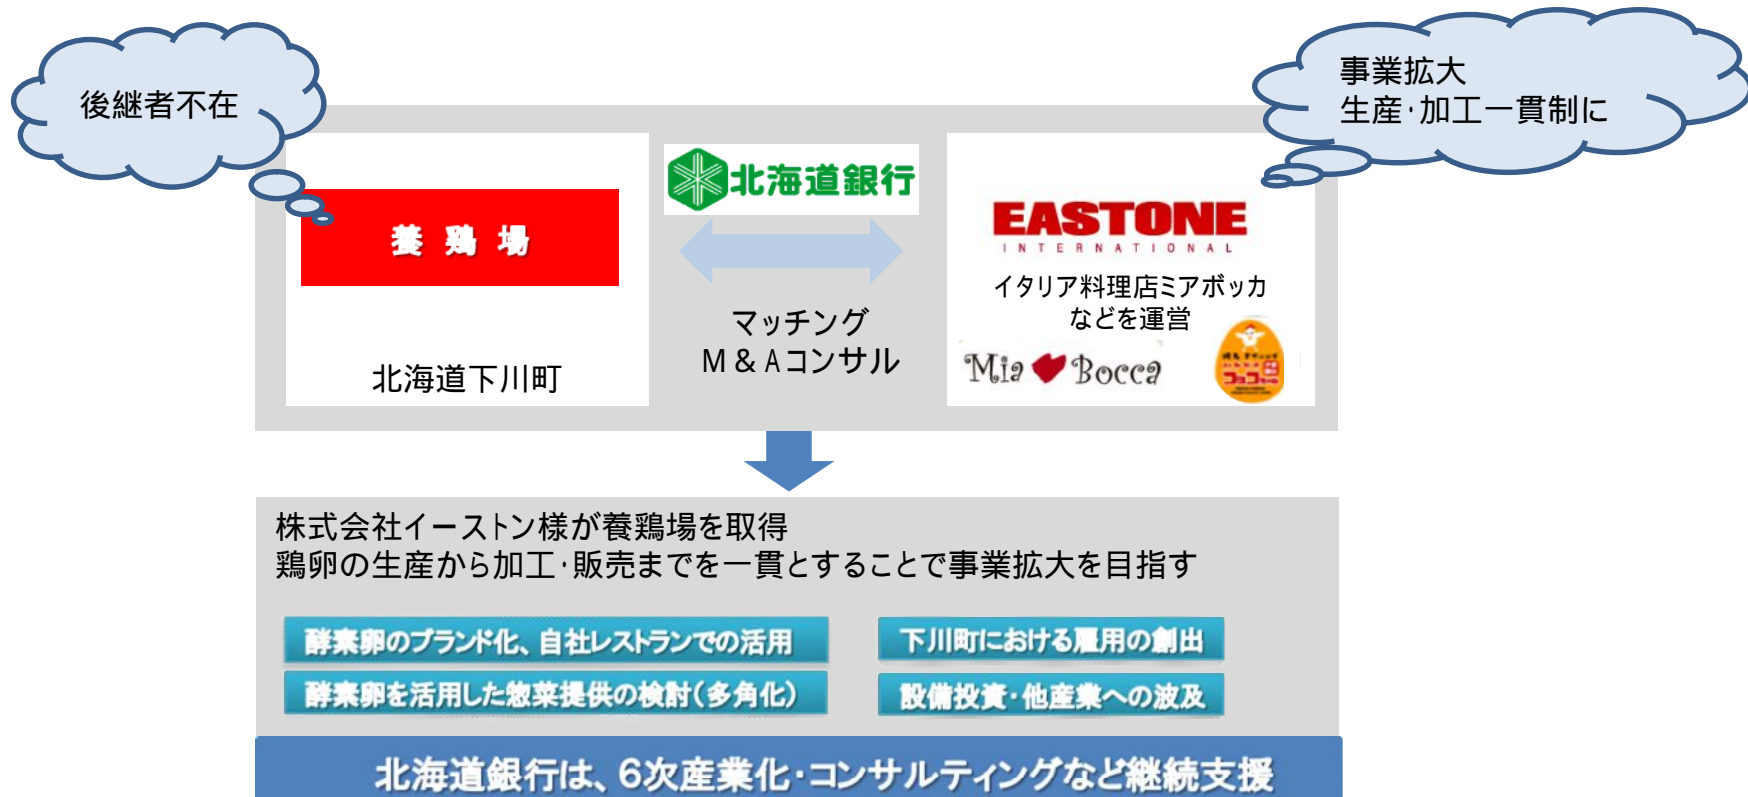 後継者不在
事業拡大
生産・加工一貫制に
養 鶏 場
北海道下川町
北海道銀行
マッチング
M＆Aコンサル
EASTONE
INTERNATIONAL
イタリア料理店ミアボッカ
などを運営
Mia Bocca
株式会社イーストン様が養鶏場を取得
鶏卵の生産から加工・販売までを一貫とすることで事業拡大を目指す
酵素卵のブランド化、自社レストランでの活用
下川町における雇用の創出
酵素卵を活用した惣菜提供の検討（多角化）
設備投資・他産業への波及
北海道銀行は、6次産業化・コンサルティングなど継続支援